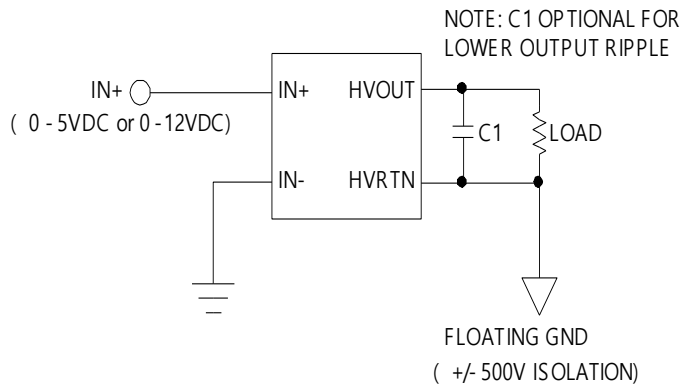 NOTE: C1 OPTIONAL FOR
LOWER OUTPUT RIPPLE
IN+
( 0 - 5VDC or 0 -12VDC)
IN+ HVOUT
C1 LOAD
IN- HVRTN
FLOATING GND
( +/- 500V ISOLATION)